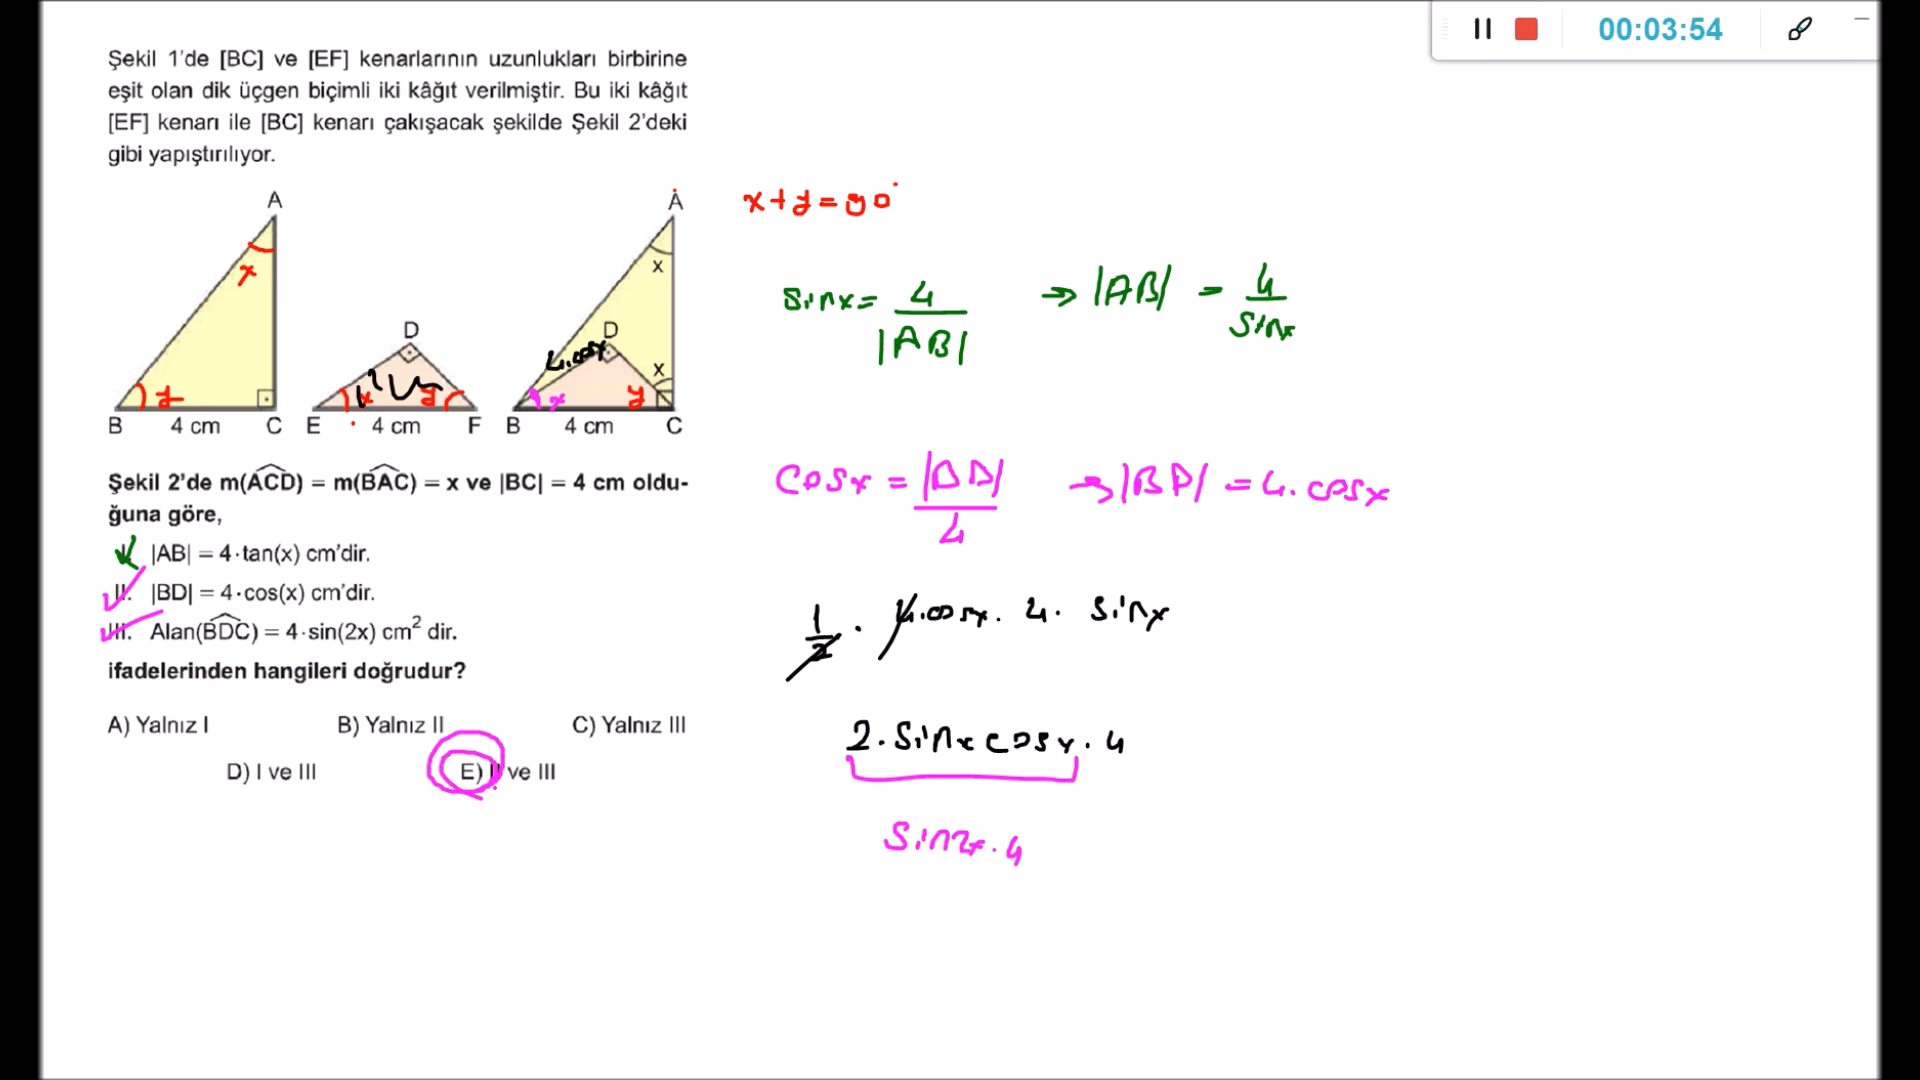 00:03:54
Şekil 1'de [BC] ve [EF] kenarlarının uzunlukları birbirine
eşit olan dik üçgen biçimli iki kâğıt verilmiştir. Bu iki kâğıt
[EF] kenarı ile [BC] kenarı çakışacak şekilde Şekil 2'deki
gibi yapıştırılıyor.
A
x
y
B 4 cm C
D
x
y
E 4 cm F
A
x
D
4.cosx
x
x
y
B 4 cm C
Şekil 2'de m(ACD) = m(BAC) = x ve |BC| = 4 cm oldu-
ğuna göre,
|AB| = 4·tan(x) cm'dir.
II. |BD| = 4·cos(x) cm'dir.
III. Alan(BDC) = 4·sin(2x) cm² dir.
ifadelerinden hangileri doğrudur?
A) Yalnız I B) Yalnız II C) Yalnız III
D) I ve III E) II ve III
x+y=90°
sinx = 4/|AB| ⇒ |AB| = 4/sinx
cosx = |BD|/4 ⇒ |BD| = 4.cosx
1/2 . 4.cosx. 4. sinx
2.sinx cosx.4
sin2x.4